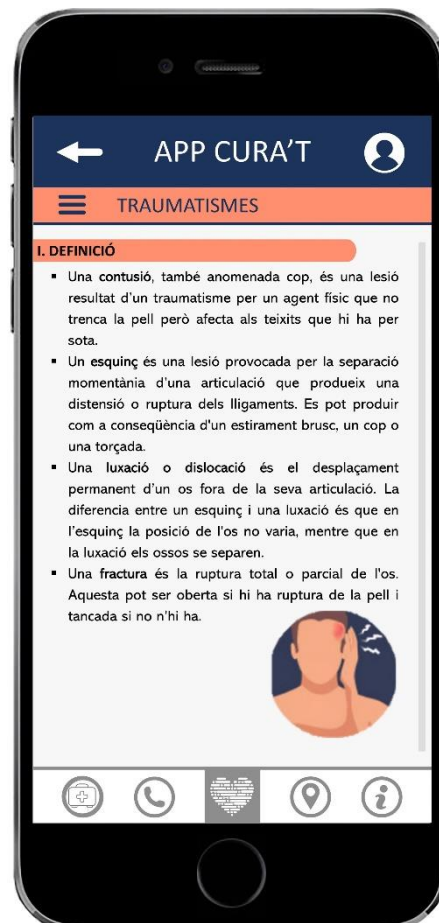 APP CURA'T
TRAUMATISMES
I. DEFINICIÓ
▪ Una contusió, també anomenada cop, és una lesió
resultat d'un traumatisme per un agent físic que no
trenca la pell però afecta als teixits que hi ha per
sota.
▪ Un esquinç és una lesió provocada per la separació
momentània d'una articulació que produeix una
distensió o ruptura dels lligaments. Es pot produir
com a conseqüència d'un estirament brusc, un cop o
una torçada.
▪ Una luxació o dislocació és el desplaçament
permanent d'un os fora de la seva articulació. La
diferencia entre un esquinç i una luxació és que en
l'esquinç la posició de l'os no varia, mentre que en
la luxació els ossos se separen.
▪ Una fractura és la ruptura total o parcial de l'os.
Aquesta pot ser oberta si hi ha ruptura de la pell i
tancada si no n'hi ha.